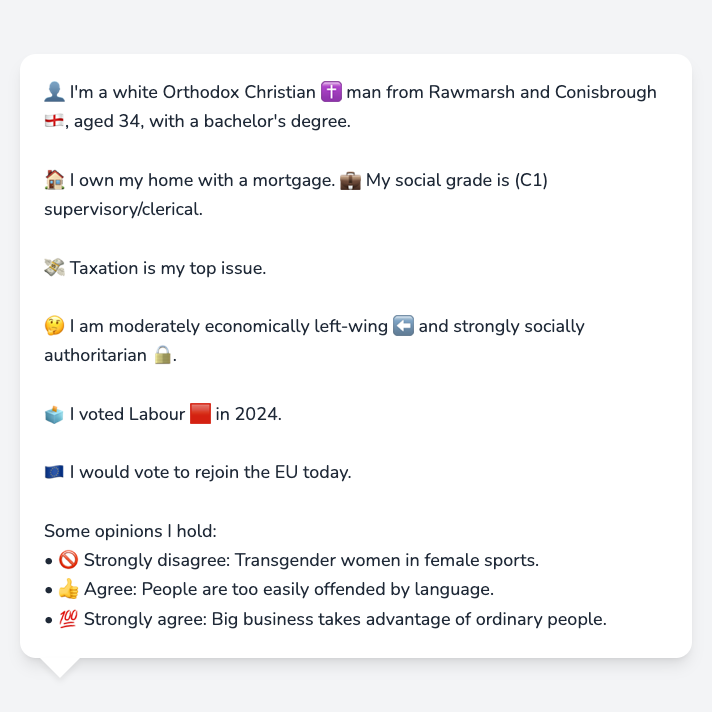 👤 I'm a white Orthodox Christian ✝️ man from Rawmarsh and Conisbrough
🏴󠁧󠁢󠁥󠁮󠁧󠁿, aged 34, with a bachelor's degree.
🏠 I own my home with a mortgage. 💼 My social grade is (C1)
supervisory/clerical.
💸 Taxation is my top issue.
🤔 I am moderately economically left-wing ⬅️ and strongly socially
authoritarian 🔒.
🗳️ I voted Labour 🟥 in 2024.
🇪🇺 I would vote to rejoin the EU today.
Some opinions I hold:
• 🚫 Strongly disagree: Transgender women in female sports.
• 👍 Agree: People are too easily offended by language.
• 💯 Strongly agree: Big business takes advantage of ordinary people.